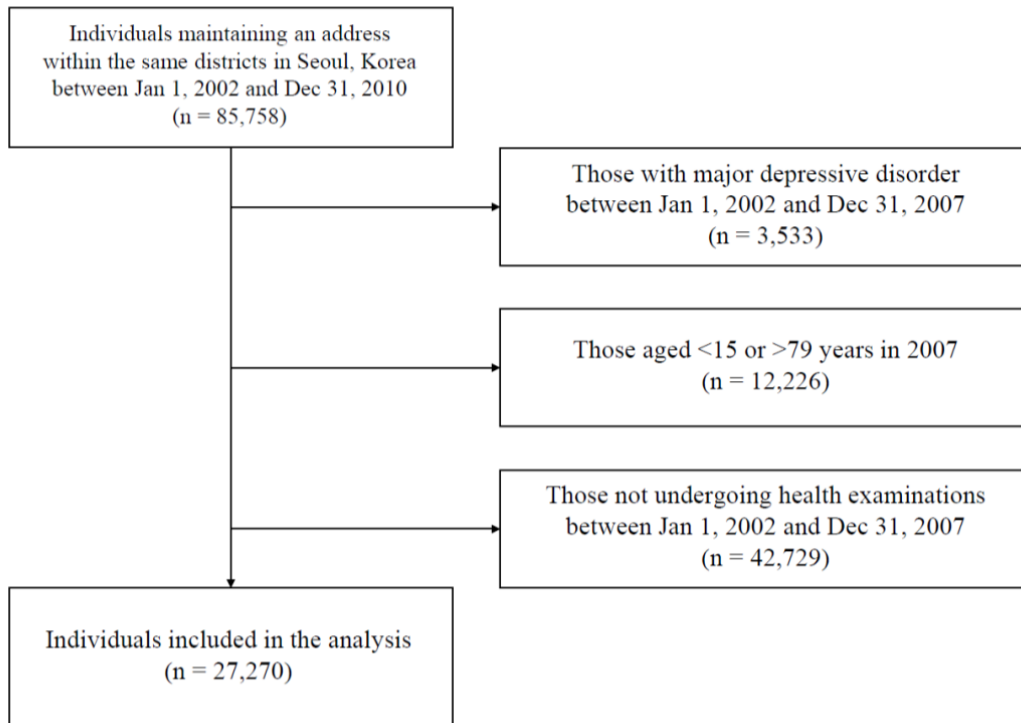 Individuals maintaining an address
within the same districts in Seoul, Korea
between Jan 1, 2002 and Dec 31, 2010
(n = 85,758)
Those with major depressive disorder
between Jan 1, 2002 and Dec 31, 2007
(n = 3,533)
Those aged <15 or >79 years in 2007
(n = 12,226)
Those not undergoing health examinations
between Jan 1, 2002 and Dec 31, 2007
(n = 42,729)
Individuals included in the analysis
(n = 27,270)